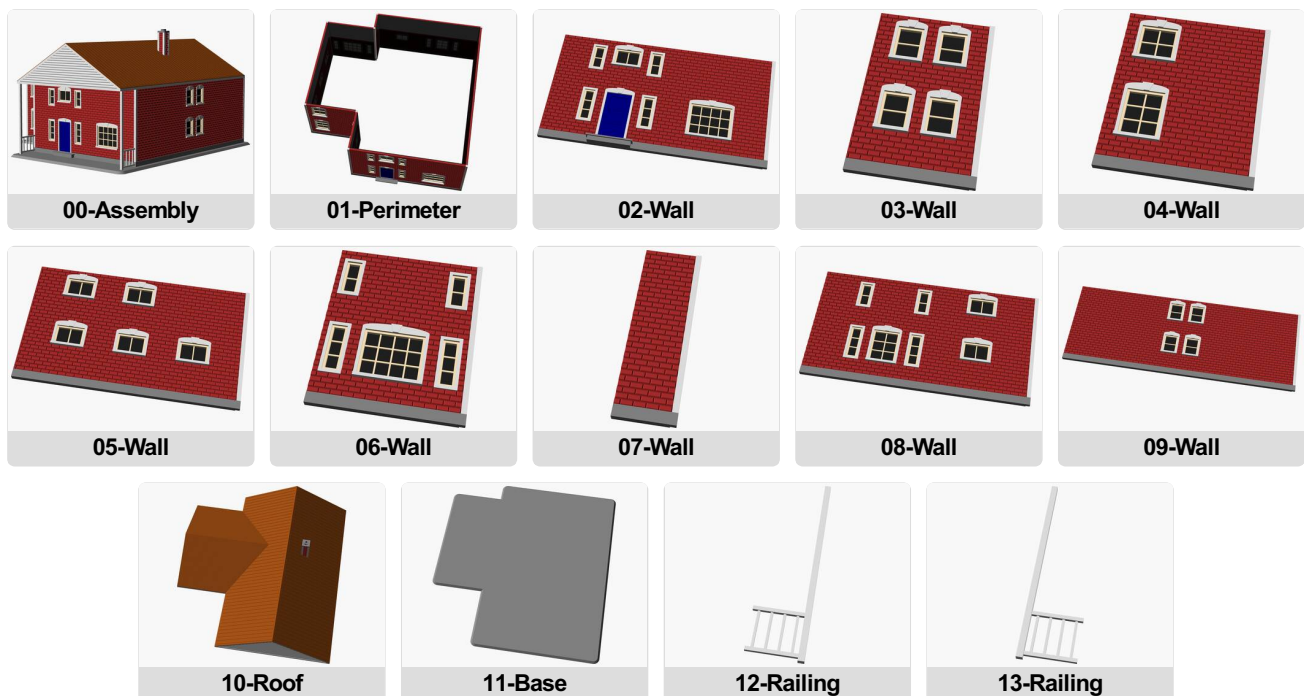 00-Assembly
01-Perimeter
02-Wall
03-Wall
04-Wall
05-Wall
06-Wall
07-Wall
08-Wall
09-Wall
10-Roof
11-Base
12-Railing
13-Railing